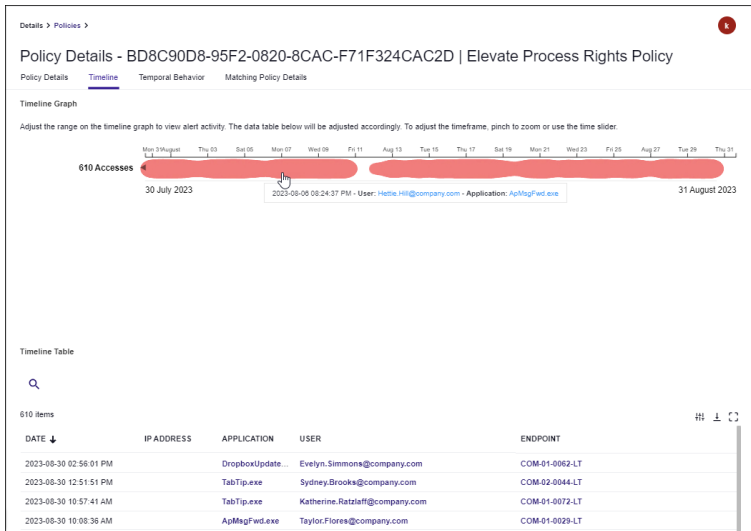 Details > Policies >
k
Policy Details - BD8C90D8-95F2-0820-8CAC-F71F324CAC2D | Elevate Process Rights Policy
Policy Details Timeline Temporal Behavior Matching Policy Details
Timeline Graph
Adjust the range on the timeline graph to view alert activity. The data table below will be adjusted accordingly. To adjust the timeframe, pinch to zoom or use the time slider.
Mon 31 August Thu 03 Sat 05 Mon 07 Wed 09 Fri 11 Aug 13 Tue 15 Thu 17 Sat 19 Mon 21 Wed 23 Fri 25 Aug 27 Tue 29 Thu 31
610 Accesses
30 July 2023 31 August 2023
2023-08-06 08:24:37 PM - User: Hettie.Hill@company.com - Application: ApMsgFwd.exe
Timeline Table
610 items
DATE IP ADDRESS APPLICATION USER ENDPOINT
2023-08-30 02:56:01 PM DropboxUpdate... Evelyn.Simmons@company.com COM-01-0062-LT
2023-08-30 12:51:51 PM TabTip.exe Sydney.Brooks@company.com COM-02-0044-LT
2023-08-30 10:57:41 AM TabTip.exe Katherine.Ratzlaff@company.com COM-01-0072-LT
2023-08-30 10:08:36 AM ApMsgFwd.exe Taylor.Flores@company.com COM-01-0029-LT